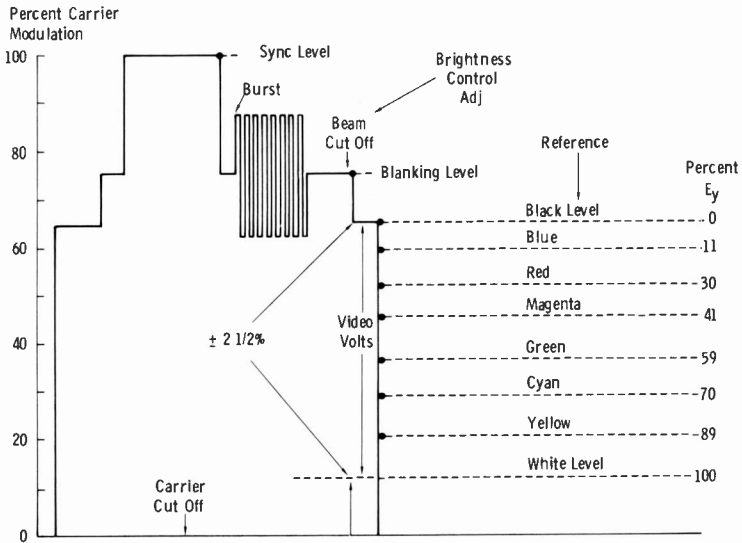 Percent Carrier
Modulation
100
80
60
40
20
0
Sync Level
Burst
Brightness
Control
Adj
Beam
Cut Off
Blanking Level
Reference
Percent
Ey
Black Level
0
Blue
11
Red
30
Magenta
41
Green
59
Cyan
70
Yellow
89
White Level
100
± 2 1/2%
Video
Volts
Carrier
Cut Off